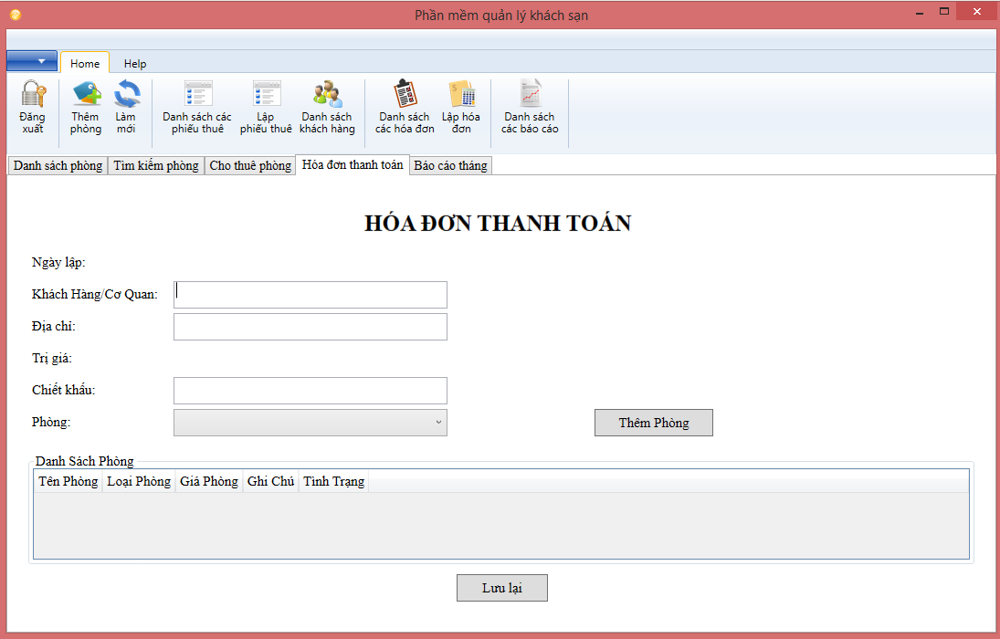 Phần mềm quản lý khách sạn
Home Help
Đăng xuất
Thêm phòng
Làm mới
Danh sách các phiếu thuê
Lập phiếu thuê
Danh sách khách hàng
Danh sách các hóa đơn
Lập hóa đơn
Danh sách các báo cáo
Danh sách phòng Tìm kiếm phòng Cho thuê phòng Hóa đơn thanh toán Báo cáo tháng
HÓA ĐƠN THANH TOÁN
Ngày lập:
Khách Hàng/Cơ Quan:
Địa chỉ:
Trị giá:
Chiết khấu:
Phòng:
Thêm Phòng
Danh Sách Phòng
Tên Phòng Loại Phòng Giá Phòng Ghi Chú Tình Trạng
Lưu lại